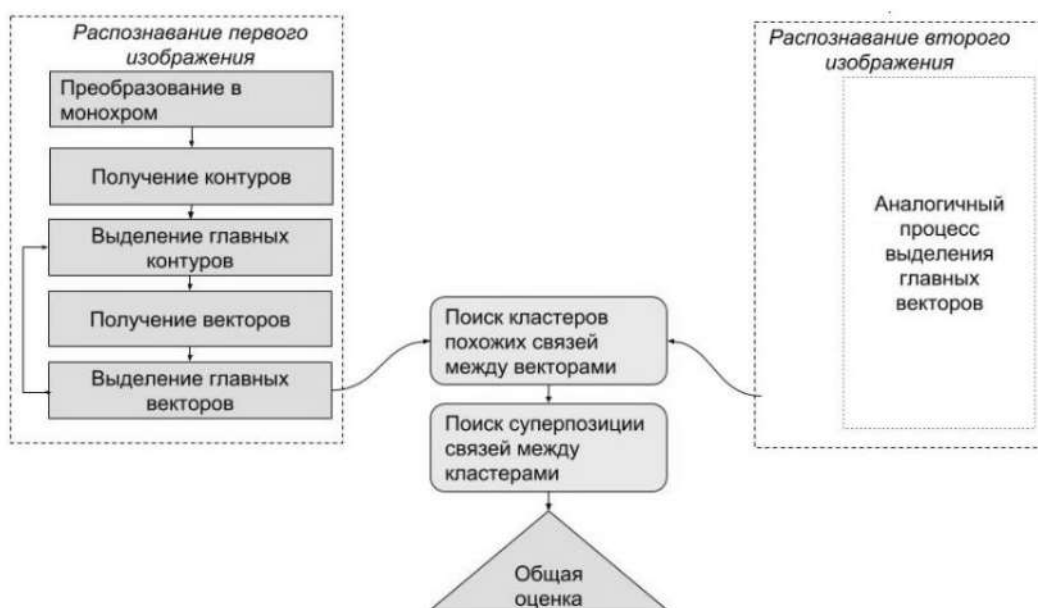 Распознавание первого
изображения
Преобразование в
монохром
Получение контуров
Выделение главных
контуров
Получение векторов
Выделение главных
векторов
Поиск кластеров
похожих связей
между векторами
Поиск суперпозиции
связей между
кластерами
Общая
оценка
Распознавание второго
изображения
Аналогичный
процесс
выделения
главных
векторов